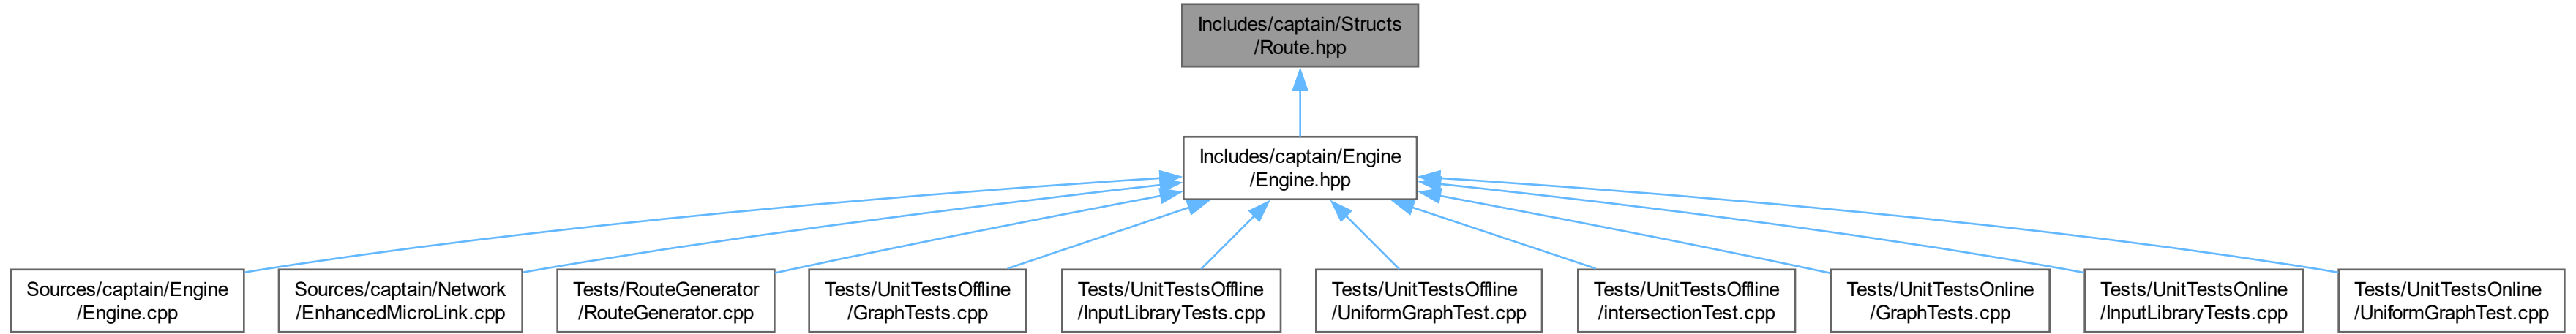 Includes/captain/Structs
/Route.hpp
Includes/captain/Engine
/Engine.hpp
Sources/captain/Engine
/Engine.cpp
Sources/captain/Network
/EnhancedMicroLink.cpp
Tests/RouteGenerator
/RouteGenerator.cpp
Tests/UnitTestsOffline
/GraphTests.cpp
Tests/UnitTestsOffline
/InputLibraryTests.cpp
Tests/UnitTestsOffline
/UniformGraphTest.cpp
Tests/UnitTestsOffline
/intersectionTest.cpp
Tests/UnitTestsOnline
/GraphTests.cpp
Tests/UnitTestsOnline
/InputLibraryTests.cpp
Tests/UnitTestsOnline
/UniformGraphTest.cpp